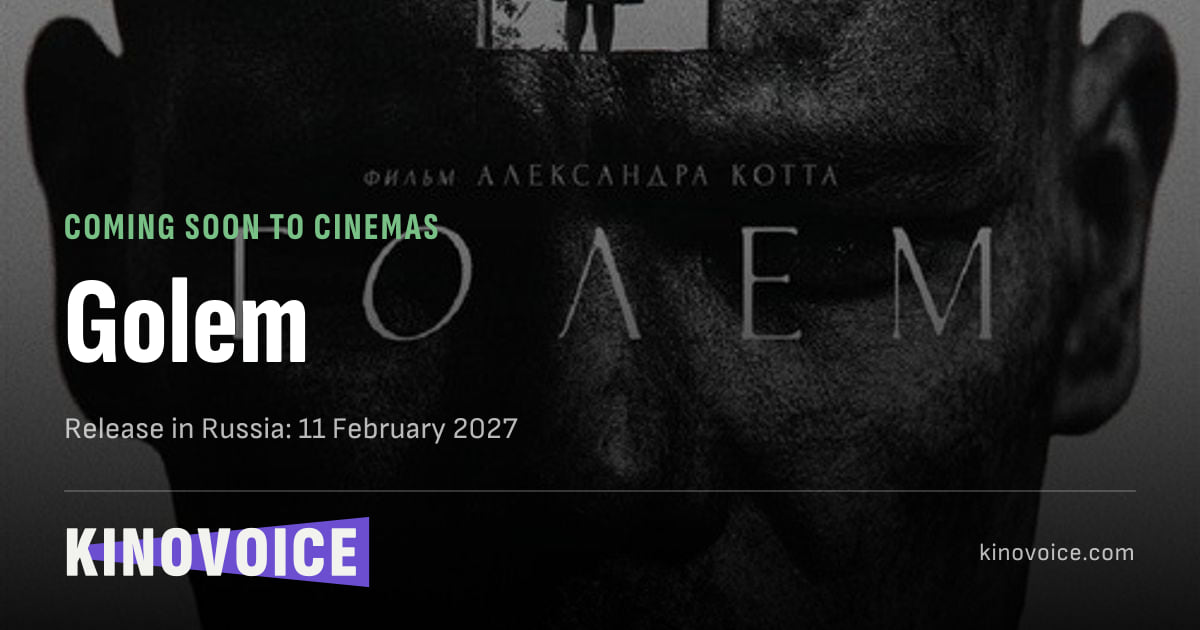 ФИЛЬМ АЛЕКСАНДРА КОТТА
COMING SOON TO CINEMAS
ГОЛЕМ
Golem
Release in Russia: 11 February 2027
KINOVOICE
kinovoice.com